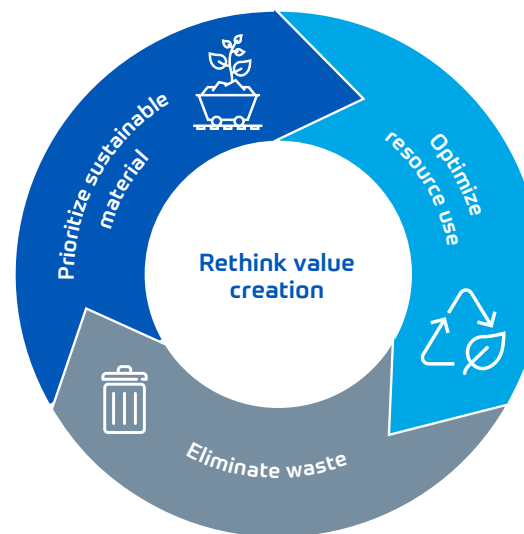 Prioritize sustainable
material
Optimize
resource use
Rethink value
creation
Eliminate waste